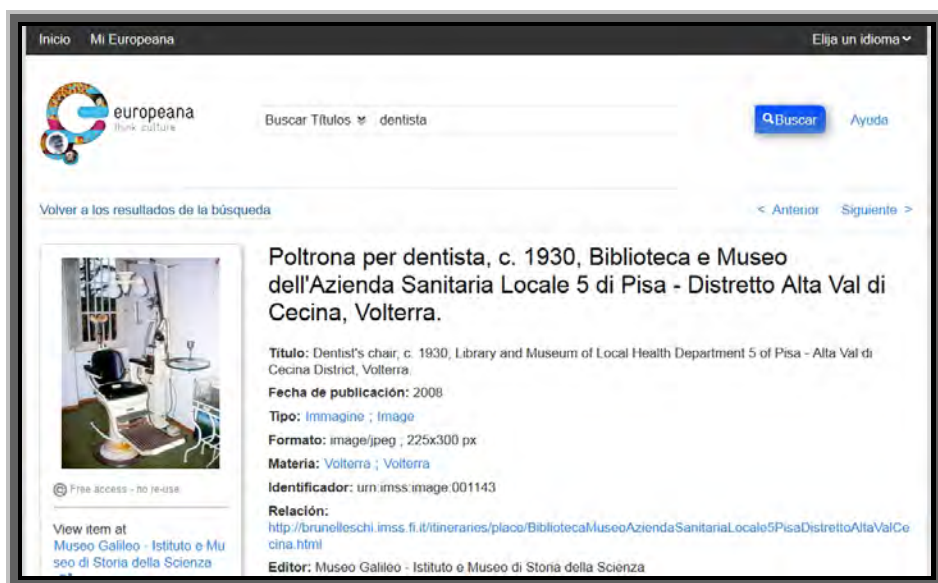 Inicio Mi Europeana Elija un idioma
europeana
think culture
Buscar Títulos dentista Buscar Ayuda
Volver a los resultados de la búsqueda < Anterior Siguiente >
Poltrona per dentista, c. 1930, Biblioteca e Museo
dell'Azienda Sanitaria Locale 5 di Pisa - Distretto Alta Val di
Cecina, Volterra.
Título: Dentist's chair, c. 1930, Library and Museum of Local Health Department 5 of Pisa - Alta Val di
Cecina District, Volterra.
Fecha de publicación: 2008
Tipo: Immagine ; Image
Formato: image/jpeg ; 225x300 px
Materia: Volterra ; Volterra
Identificador: urn:imss:image:001143
Relación:
http://brunelleschi.imss.fi.it/itineraries/place/BibliotecaMuseoAziendaSanitariaLocale5PisaDistrettoAltaValCe
cina.html
Editor: Museo Galileo - Istituto e Museo di Storia della Scienza
Free access - no re-use
View item at
Museo Galileo - Istituto e Mu
seo di Storia della Scienza